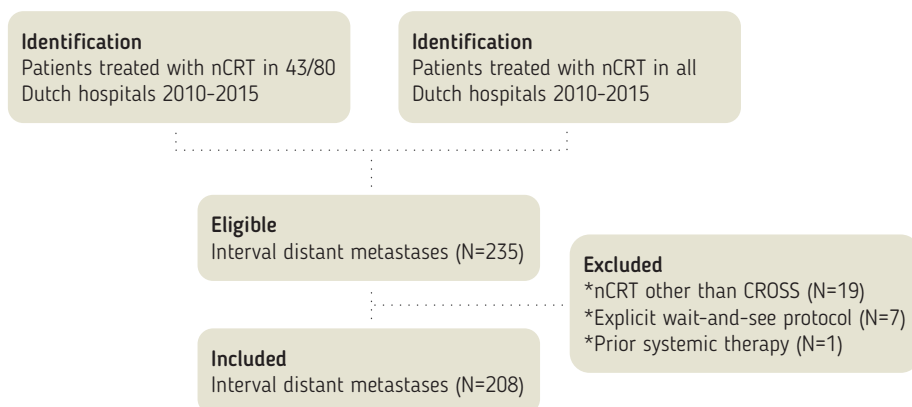 Identification
Patients treated with nCRT in 43/80
Dutch hospitals 2010-2015
Identification
Patients treated with nCRT in all
Dutch hospitals 2010-2015
Eligible
Interval distant metastases (N=235)
Excluded
*nCRT other than CROSS (N=19)
*Explicit wait-and-see protocol (N=7)
*Prior systemic therapy (N=1)
Included
Interval distant metastases (N=208)